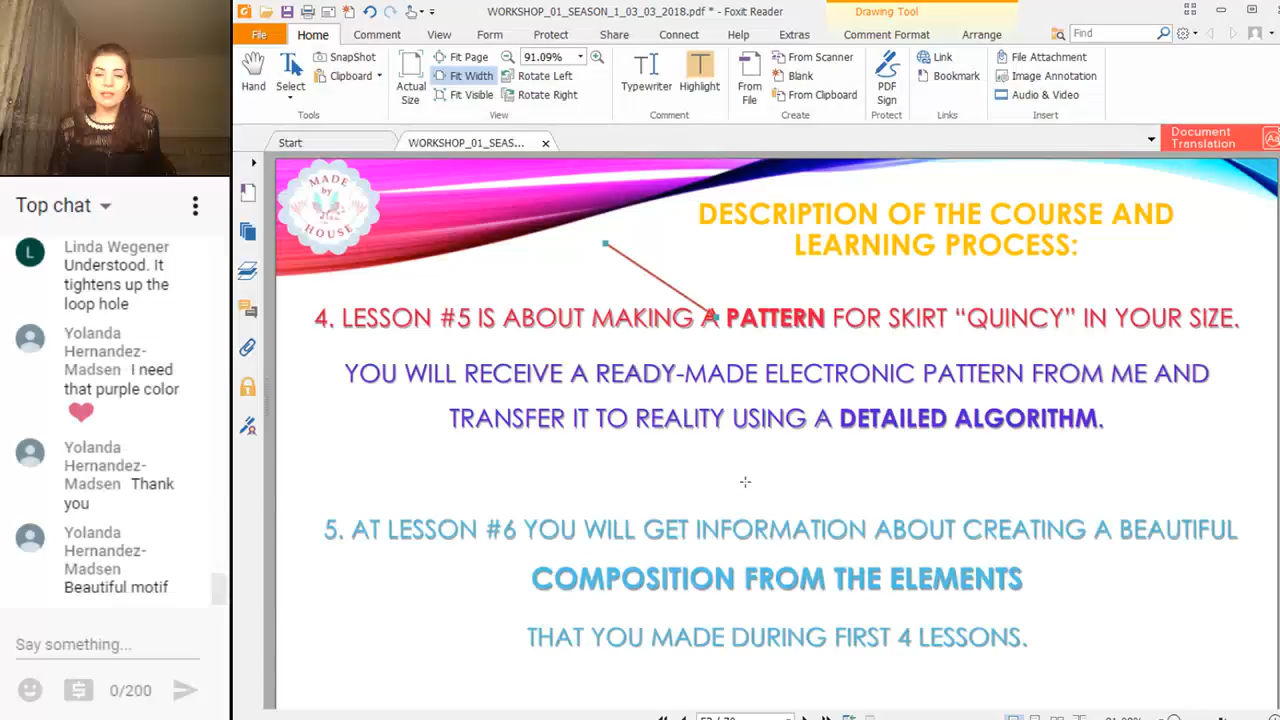 WORKSHOP_01_SEASON_1_03_03_2018.pdf * - Foxit Reader
Drawing Tool
File Home Comment View Form Protect Share Connect Help Extras Comment Format Arrange
Find
Hand
Select
SnapShot
Clipboard
Tools
Actual Size
Fit Page
Fit Width
Fit Visible
91.09%
Rotate Left
Rotate Right
View
Typewriter
Highlight
Comment
From File
From Scanner
Blank
From Clipboard
Create
PDF Sign
Protect
Link
Bookmark
Links
File Attachment
Image Annotation
Audio & Video
Insert
Start
WORKSHOP_01_SEAS...
Document Translation
Top chat
Linda Wegener
Understood. It
tightens up the
loop hole
Yolanda
Hernandez-
Madsen I need
that purple color
Yolanda
Hernandez-
Madsen Thank
you
Yolanda
Hernandez-
Madsen
Beautiful motif
Say something...
0/200
MADE
by
HOUSE
DESCRIPTION OF THE COURSE AND
LEARNING PROCESS:
4. LESSON #5 IS ABOUT MAKING A PATTERN FOR SKIRT “QUINCY” IN YOUR SIZE.
YOU WILL RECEIVE A READY-MADE ELECTRONIC PATTERN FROM ME AND
TRANSFER IT TO REALITY USING A DETAILED ALGORITHM.
5. AT LESSON #6 YOU WILL GET INFORMATION ABOUT CREATING A BEAUTIFUL
COMPOSITION FROM THE ELEMENTS
THAT YOU MADE DURING FIRST 4 LESSONS.